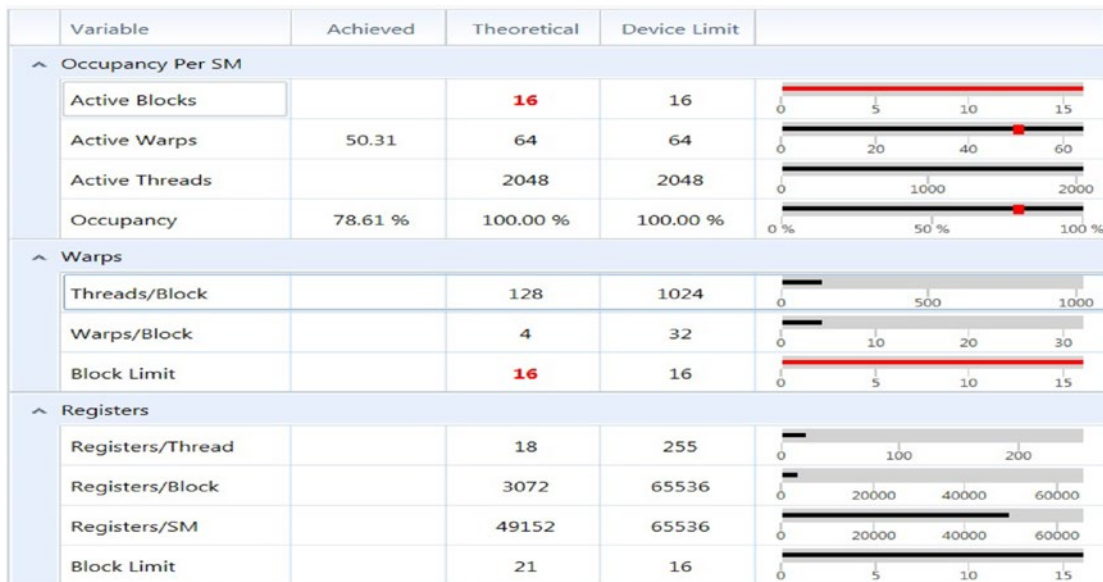 Variable Achieved Theoretical Device Limit
Occupancy Per SM
Active Blocks 16 16
0 5 10 15
Active Warps 50.31 64 64
0 20 40 60
Active Threads 2048 2048
0 1000 2000
Occupancy 78.61 % 100.00 % 100.00 %
0 % 50 % 100 %
Warps
Threads/Block 128 1024
0 500 1000
Warps/Block 4 32
0 10 20 30
Block Limit 16 16
0 5 10 15
Registers
Registers/Thread 18 255
0 100 200
Registers/Block 3072 65536
0 20000 40000 60000
Registers/SM 49152 65536
0 20000 40000 60000
Block Limit 21 16
0 5 10 15